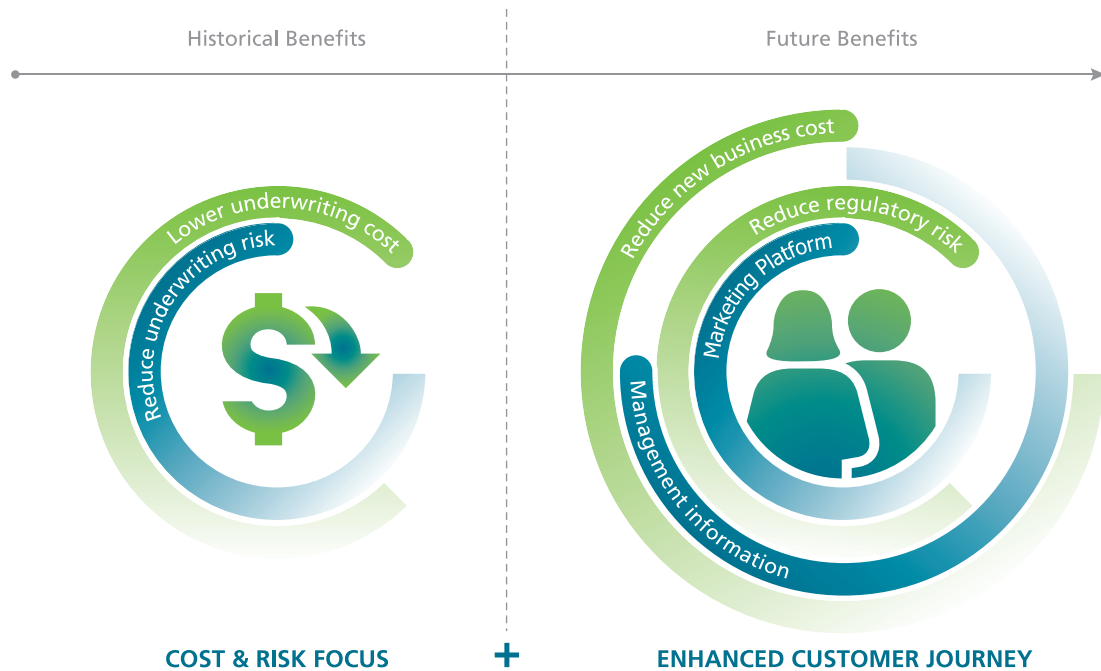 Historical Benefits
Future Benefits
Lower underwriting cost
Reduce underwriting risk
$
Reduce new business cost
Reduce regulatory risk
Marketing Platform
Management information
COST & RISK FOCUS
+
ENHANCED CUSTOMER JOURNEY